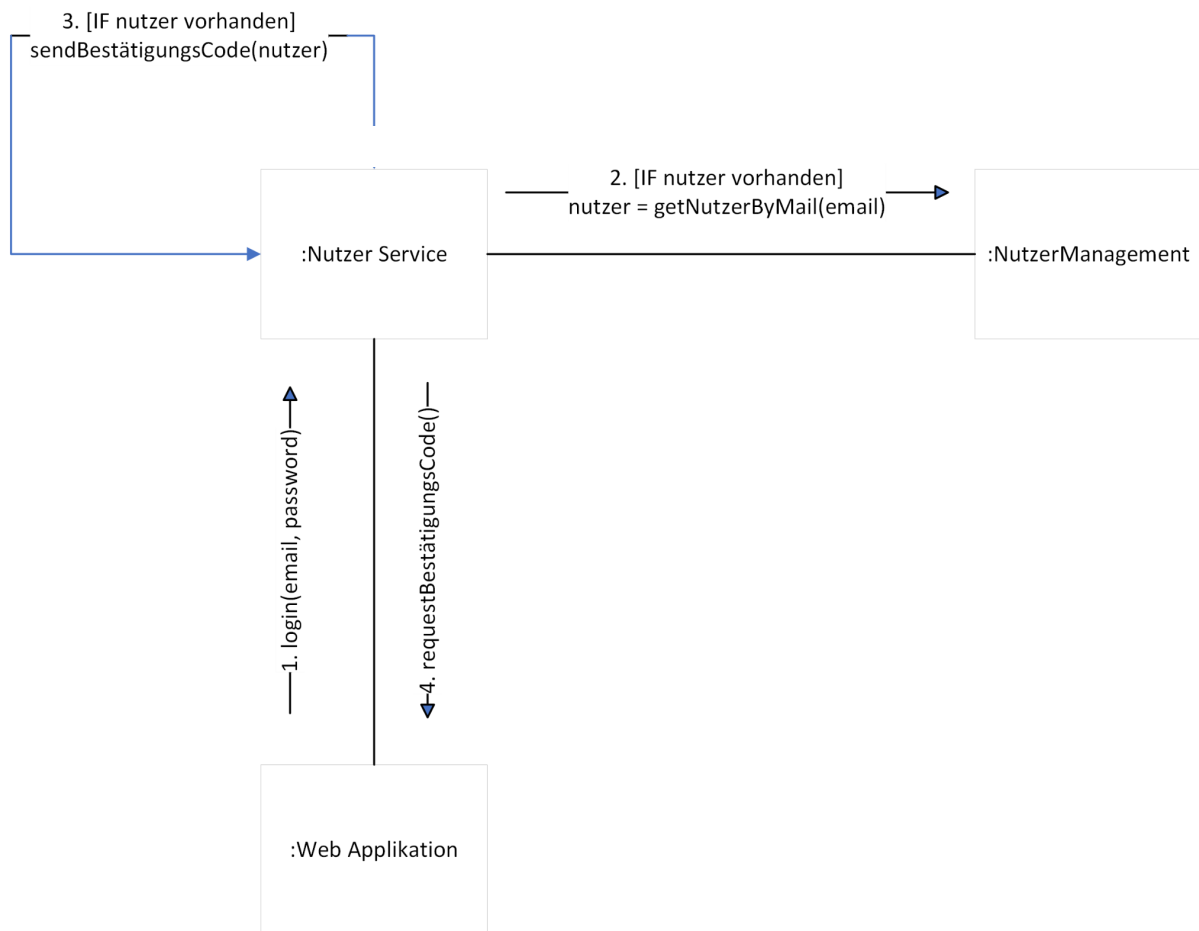 3. [IF nutzer vorhanden]
sendBestätigungsCode(nutzer)
2. [IF nutzer vorhanden]
nutzer = getNutzerByMail(email)
:Nutzer Service
:NutzerManagement
1. login(email, password)
4. requestBestätigungsCode()
:Web Applikation